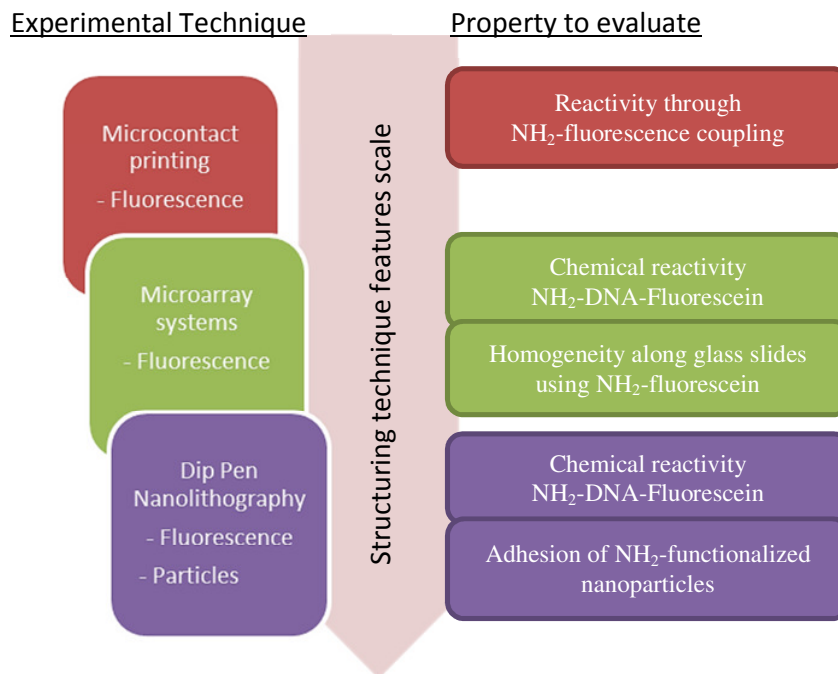 Experimental Technique
Property to evaluate
Microcontact
printing
- Fluorescence
Microarray
systems
- Fluorescence
Dip Pen
Nanolithography
- Fluorescence
- Particles
Structuring technique features scale
Reactivity through
NH₂-fluorescence coupling
Chemical reactivity
NH₂-DNA-Fluorescein
Homogeneity along glass slides
using NH₂-fluorescein
Chemical reactivity
NH₂-DNA-Fluorescein
Adhesion of NH₂-functionalized
nanoparticles